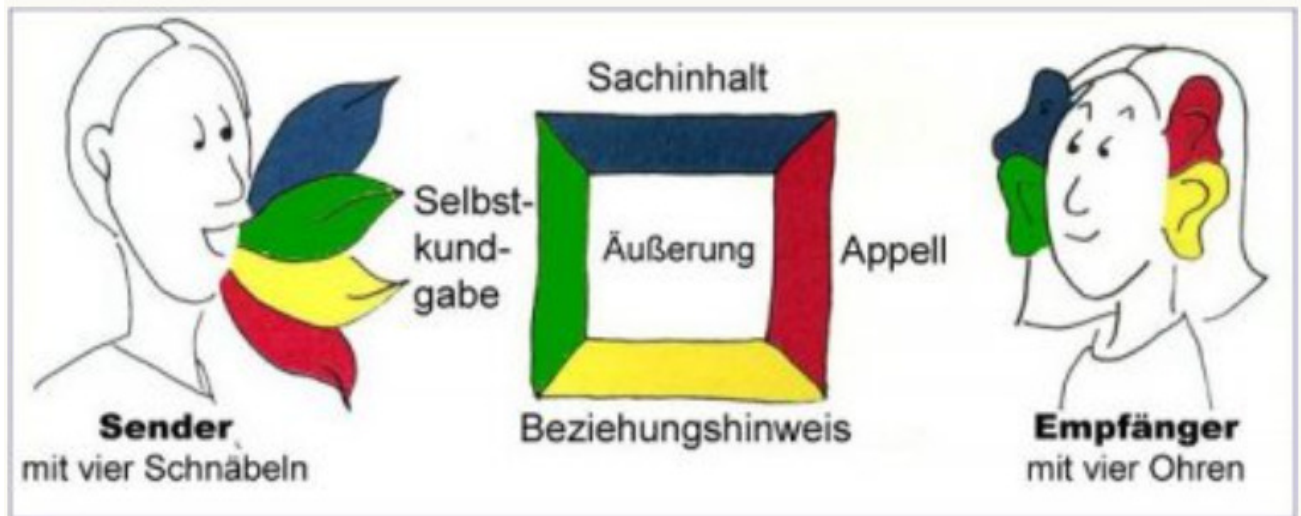 Sachinhalt
Selbst-
kund-
gabe
Äußerung
Appell
Beziehungshinweis
Sender
mit vier Schnäbeln
Empfänger
mit vier Ohren